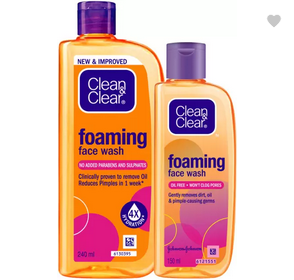 NEW & IMPROVED
Clean &
Clear®
foaming
face wash
NO ADDED PARABENS AND SULPHATES
Clinically proven to remove Oil
Reduces Pimples in 1 week*
4X
HYDRATION
240 ml
Clean &
Clear®
foaming
face wash
OIL FREE • WON'T CLOG PORES
Gently remove dirt, oil
& pimple-causing germs
Johnson & Johnson
150 ml